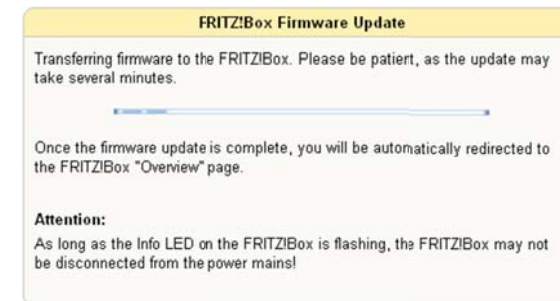 FRITZ!Box Firmware Update
Transferring firmware to the FRITZ!Box. Please be patient, as the update may
take several minutes.
Once the firmware update is complete, you will be automatically redirected to
the FRITZ!Box "Overview" page.
Attention:
As long as the Info LED on the FRITZ!Box is flashing, the FRITZ!Box may not
be disconnected from the power mains!